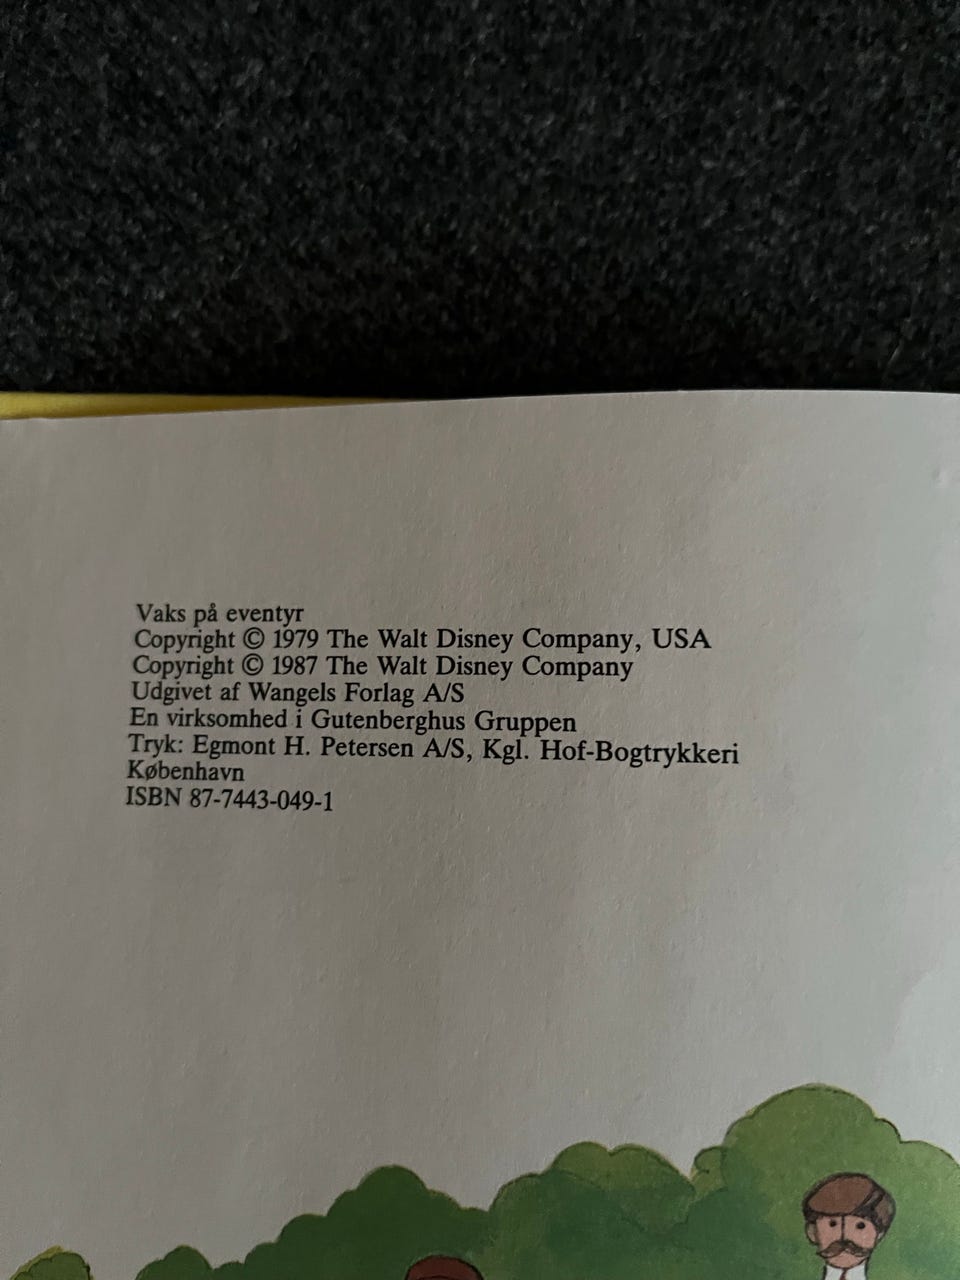 Vaks på eventyr
Copyright © 1979 The Walt Disney Company, USA
Copyright © 1987 The Walt Disney Company
Udgivet af Wangels Forlag A/S
En virksomhed i Gutenberghus Gruppen
Tryk: Egmont H. Petersen A/S, Kgl. Hof-Bogtrykkeri
København
ISBN 87-7443-049-1